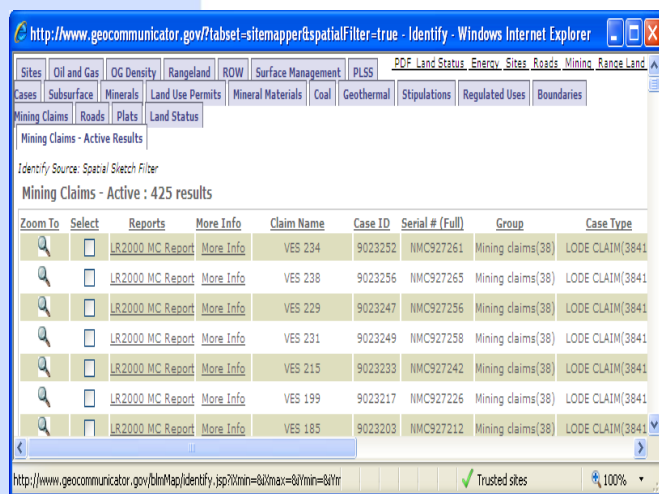 http://www.geocommunicator.gov/?tabset=sitemapper&spatialFilter=true - Identify - Windows Internet Explorer
PDF Land Status Energy Sites Roads Mining Range Land
Sites Oil and Gas OG Density Rangeland ROW Surface Management PLSS
Cases Subsurface Minerals Land Use Permits Mineral Materials Coal Geothermal Stipulations Regulated Uses Boundaries
Mining Claims Roads Plats Land Status
Mining Claims - Active Results
Identify Source: Spatial Sketch Filter
Mining Claims - Active : 425 results
Zoom To Select Reports More Info Claim Name Case ID Serial # (Full) Group Case Type
LR2000 MC Report More Info VES 234 9023252 NMC927261 Mining claims(38) LODE CLAIM(3841
LR2000 MC Report More Info VES 238 9023256 NMC927265 Mining claims(38) LODE CLAIM(3841
LR2000 MC Report More Info VES 229 9023247 NMC927256 Mining claims(38) LODE CLAIM(3841
LR2000 MC Report More Info VES 231 9023249 NMC927258 Mining claims(38) LODE CLAIM(3841
LR2000 MC Report More Info VES 215 9023233 NMC927242 Mining claims(38) LODE CLAIM(3841
LR2000 MC Report More Info VES 199 9023217 NMC927226 Mining claims(38) LODE CLAIM(3841
LR2000 MC Report More Info VES 185 9023203 NMC927212 Mining claims(38) LODE CLAIM(3841
http://www.geocommunicator.gov/blmMap/identify.jsp?iXmin=&iXmax=&iYmin=&iYm Trusted sites 100%